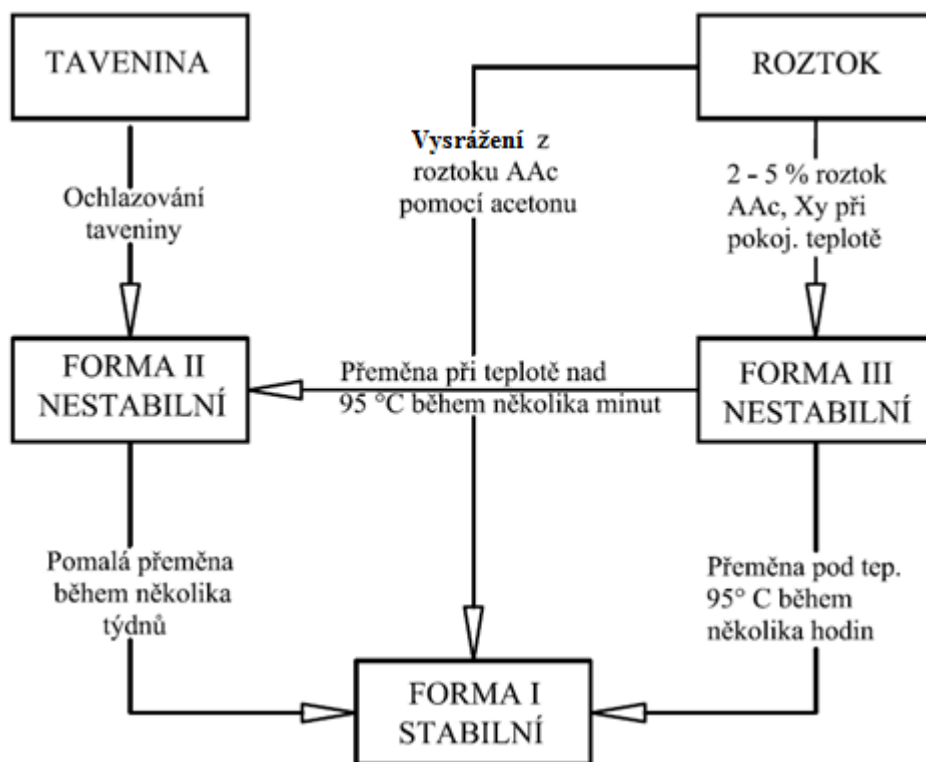 TAVENINA
ROZTOK
Vysrážení z
roztoku AAc
pomocí acetonu
Ochlazování
taveniny
2 - 5 % roztok
AAc, Xy při
pokoj. teplotě
FORMA II
NESTABILNÍ
Přeměna při teplotě nad
95 °C během několika minut
FORMA III
NESTABILNÍ
Pomalá přeměna
během několika
týdnů
Přeměna pod tep.
95° C během
několika hodin
FORMA I
STABILNÍ